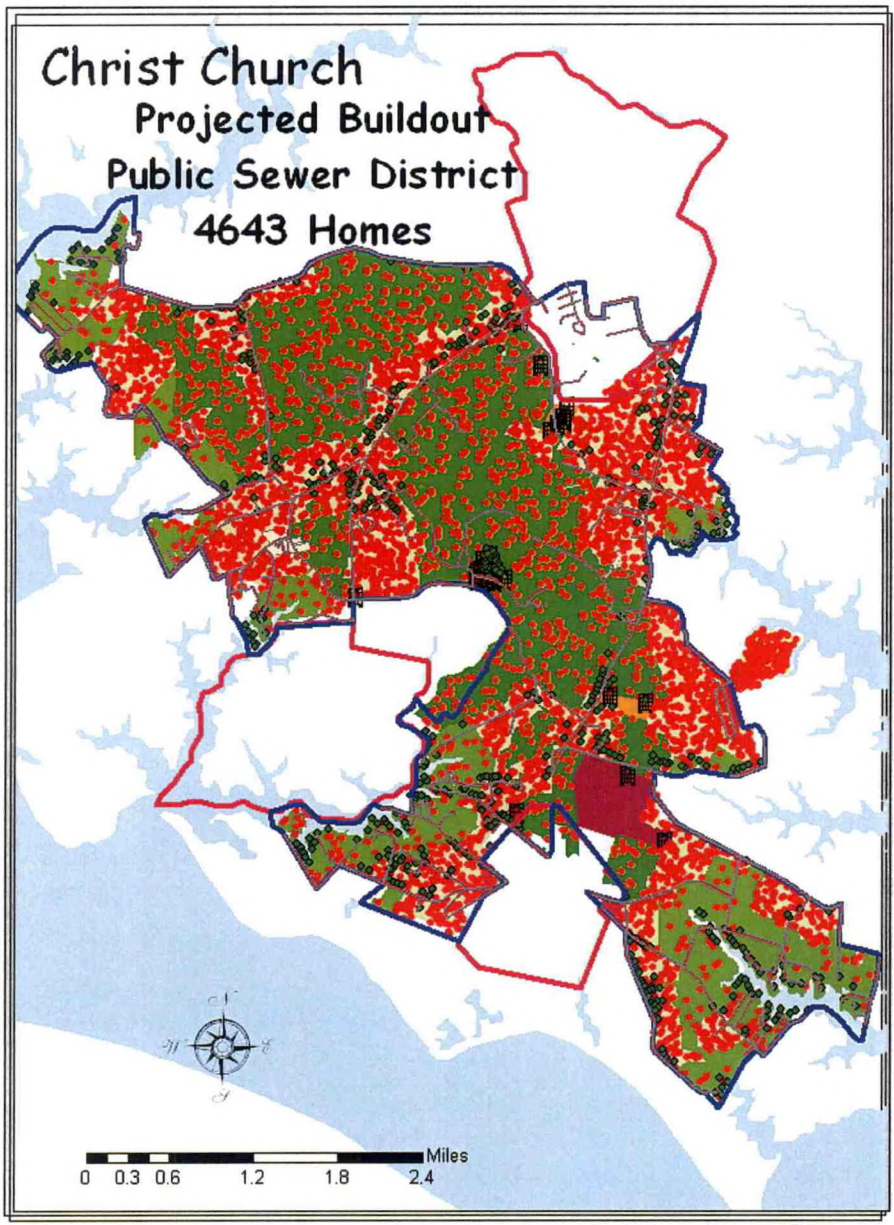 Christ Church
Projected Buildout
Public Sewer District
4643 Homes
N
W E
S
Miles
0 0.3 0.6 1.2 1.8 2.4